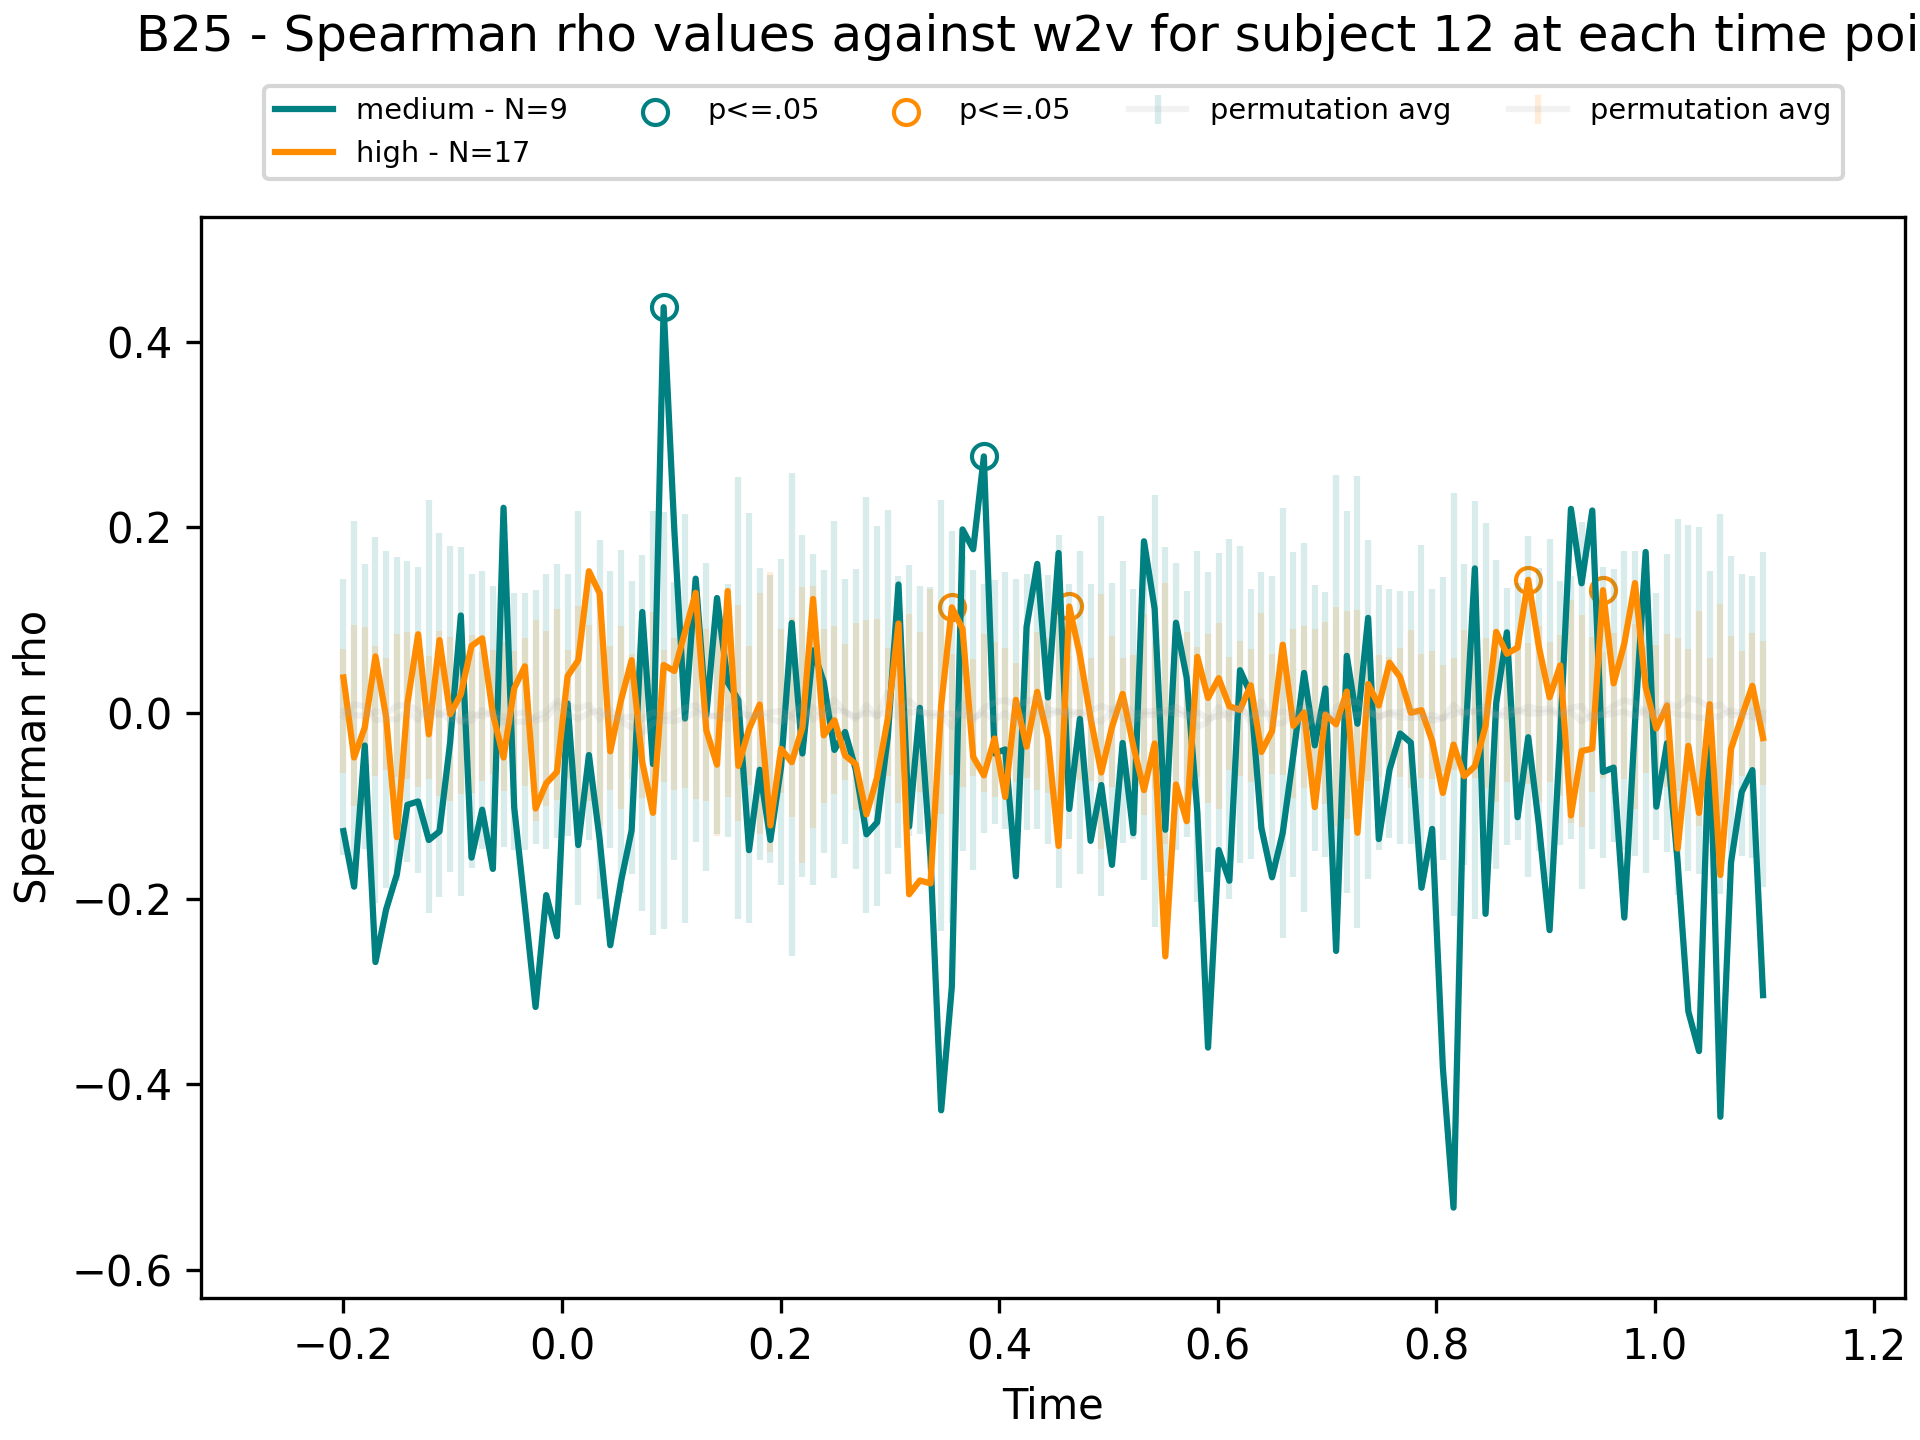 B25 - Spearman rho values against w2v for subject 12 at each time poi
medium - N=9
high - N=17
p<=.05
p<=.05
permutation avg
permutation avg
Spearman rho
0.4
0.2
0.0
−0.2
−0.4
−0.6
−0.2 0.0 0.2 0.4 0.6 0.8 1.0 1.2
Time